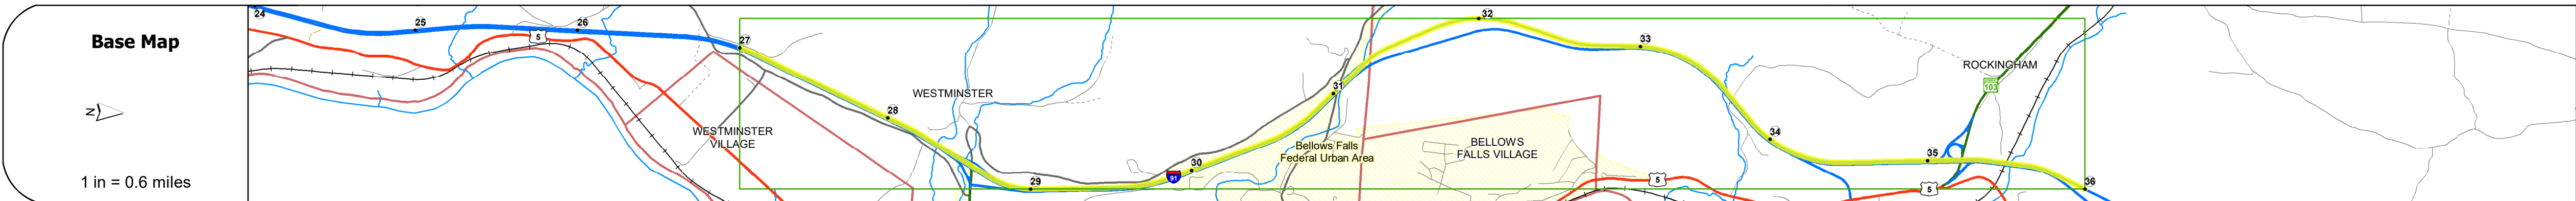 Base Map
N
1 in = 0.6 miles
24
25
26
5
27
WESTMINSTER
VILLAGE
28
WESTMINSTER
29
91
30
31
Bellows Falls
Federal Urban Area
32
BELLOWS
FALLS VILLAGE
33
5
34
35
ROCKINGHAM
103
5
36